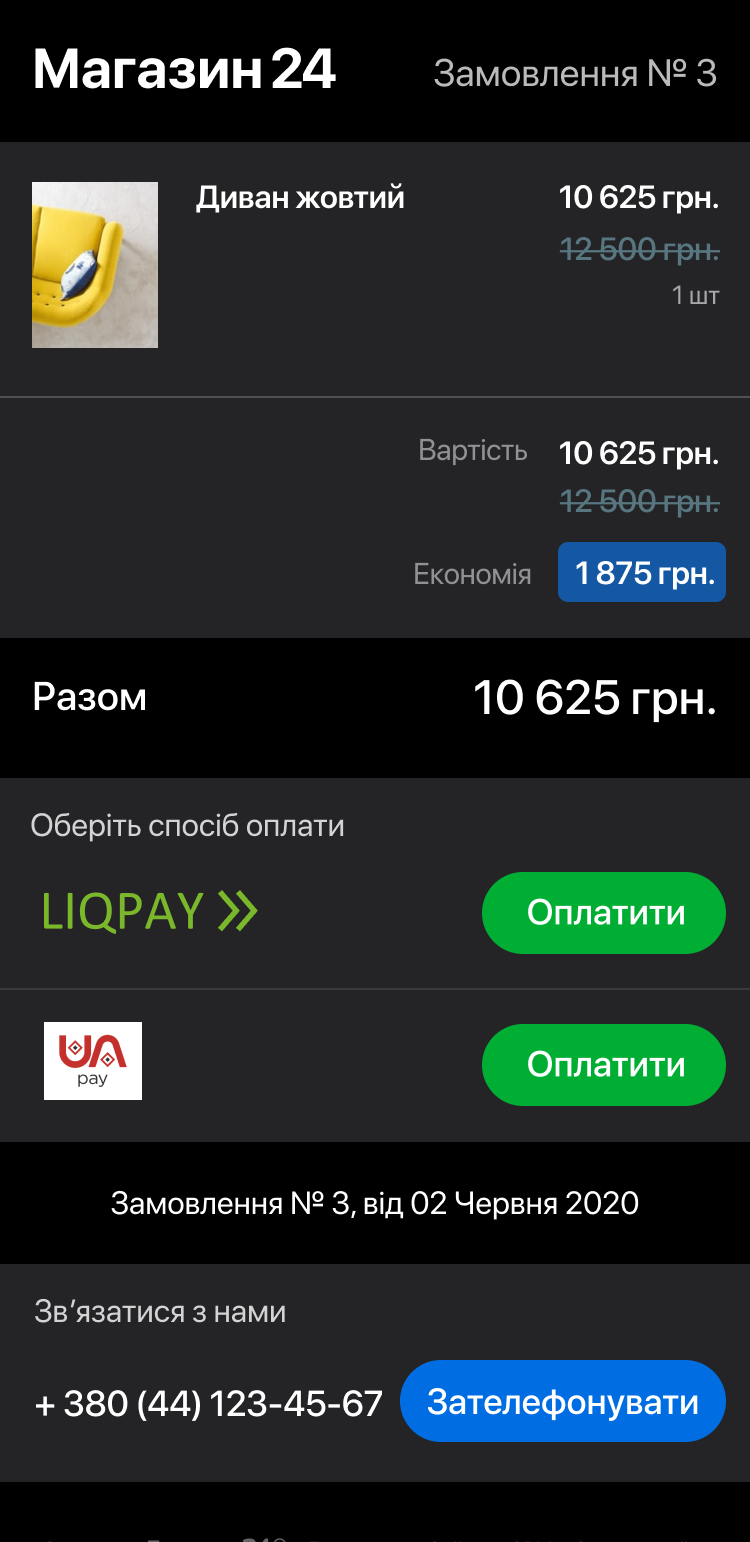 Магазин 24
Замовлення № 3
Диван жовтий
10 625 грн.
12 500 грн.
1 шт
Вартість 10 625 грн.
12 500 грн.
Економія 1 875 грн.
Разом 10 625 грн.
Оберіть спосіб оплати
LIQPAY Оплатити
UA
pay
Оплатити
Замовлення № 3, від 02 Червня 2020
Зв’язатися з нами
+ 380 (44) 123-45-67 Зателефонувати